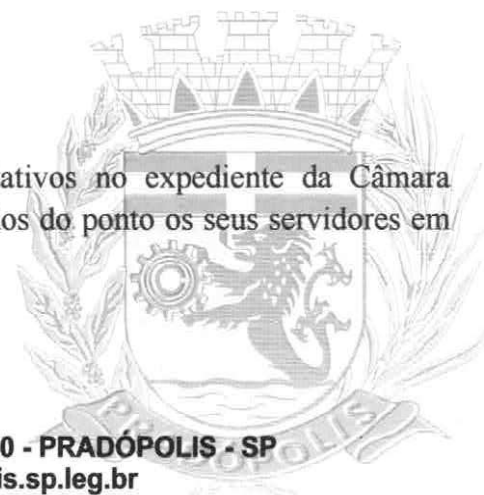 ativos no expediente da Câmara
os do ponto os seus servidores em
PRADÓPOLIS
0 - PRADÓPOLIS - SP
is.sp.leg.br